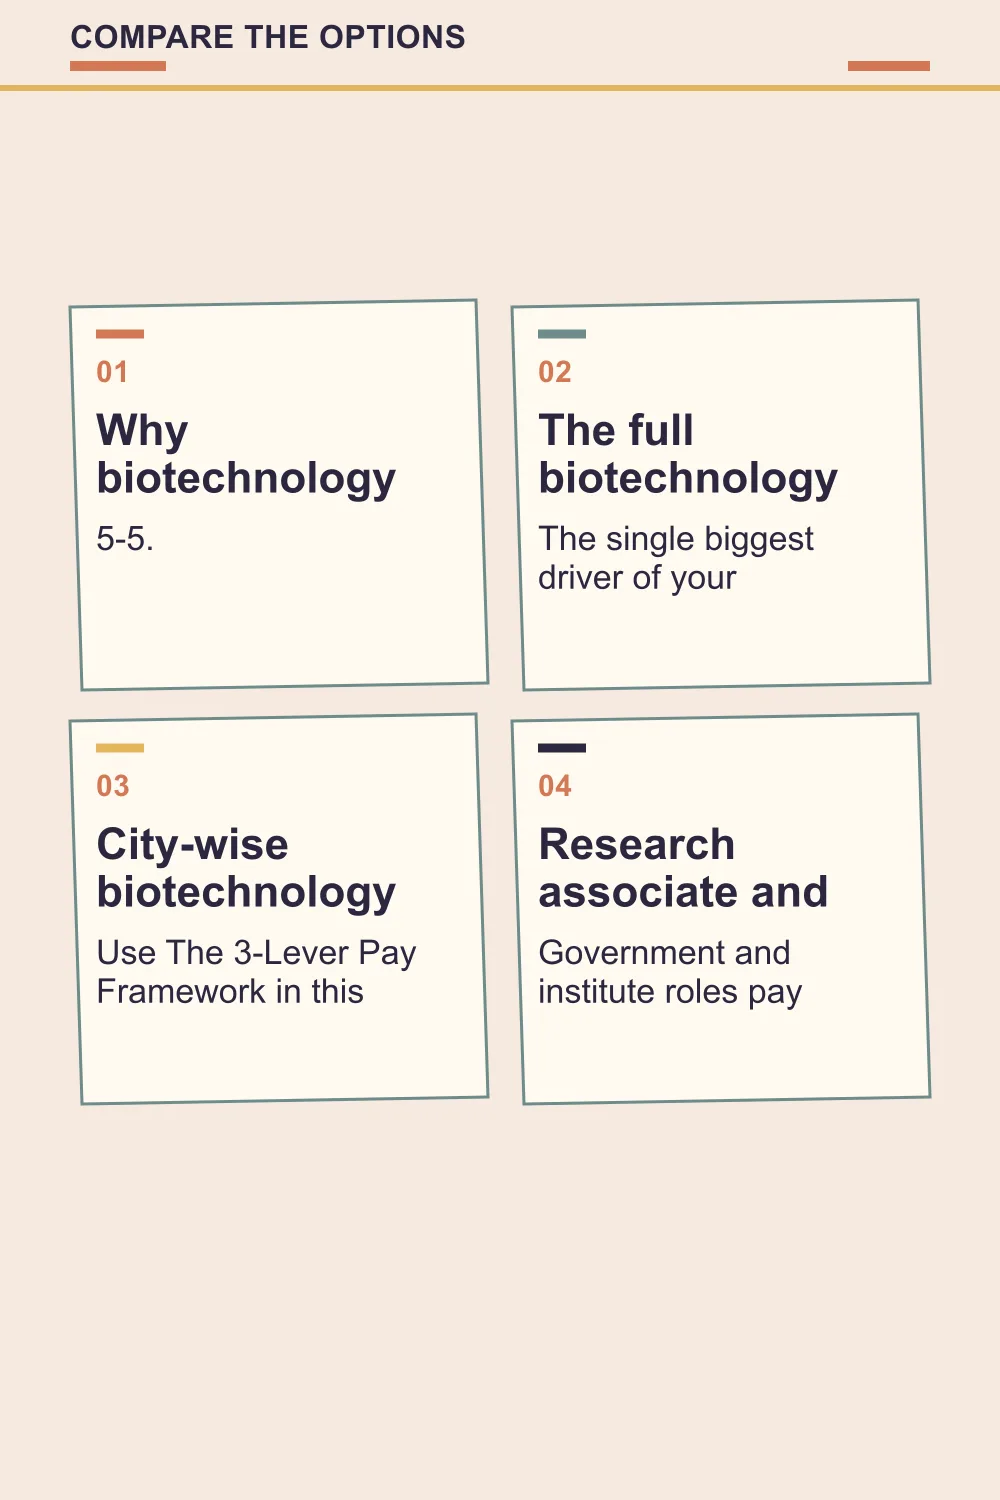 COMPARE THE OPTIONS
01
Why
biotechnology
5-5.
02
The full
biotechnology
The single biggest
driver of your
03
City-wise
biotechnology
Use The 3-Lever Pay
Framework in this
04
Research
associate and
Government and
institute roles pay